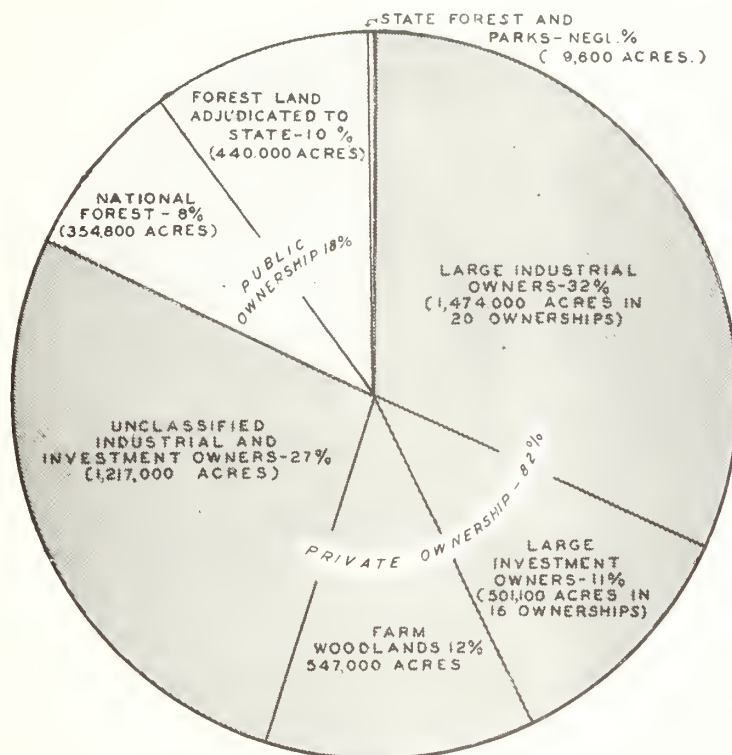 STATE FOREST AND
PARKS-NEGL.%
( 9,600 ACRES.)
FOREST LAND
ADJUDICATED TO
STATE-10 %
(440,000 ACRES)
NATIONAL
FOREST-8%
(354,800 ACRES)
PUBLIC
OWNERSHIP 18%
LARGE INDUSTRIAL
OWNERS-32%
(1,474,000 ACRES IN
20 OWNERSHIPS)
UNCLASSIFIED
INDUSTRIAL AND
INVESTMENT OWNERS-27%
(1,217,000 ACRES)
PRIVATE OWNERSHIP-82%
LARGE
INVESTMENT
OWNERS-11%
(501,100 ACRES IN
16 OWNERSHIPS)
FARM
WOODLANDS 12%
547,000 ACRES